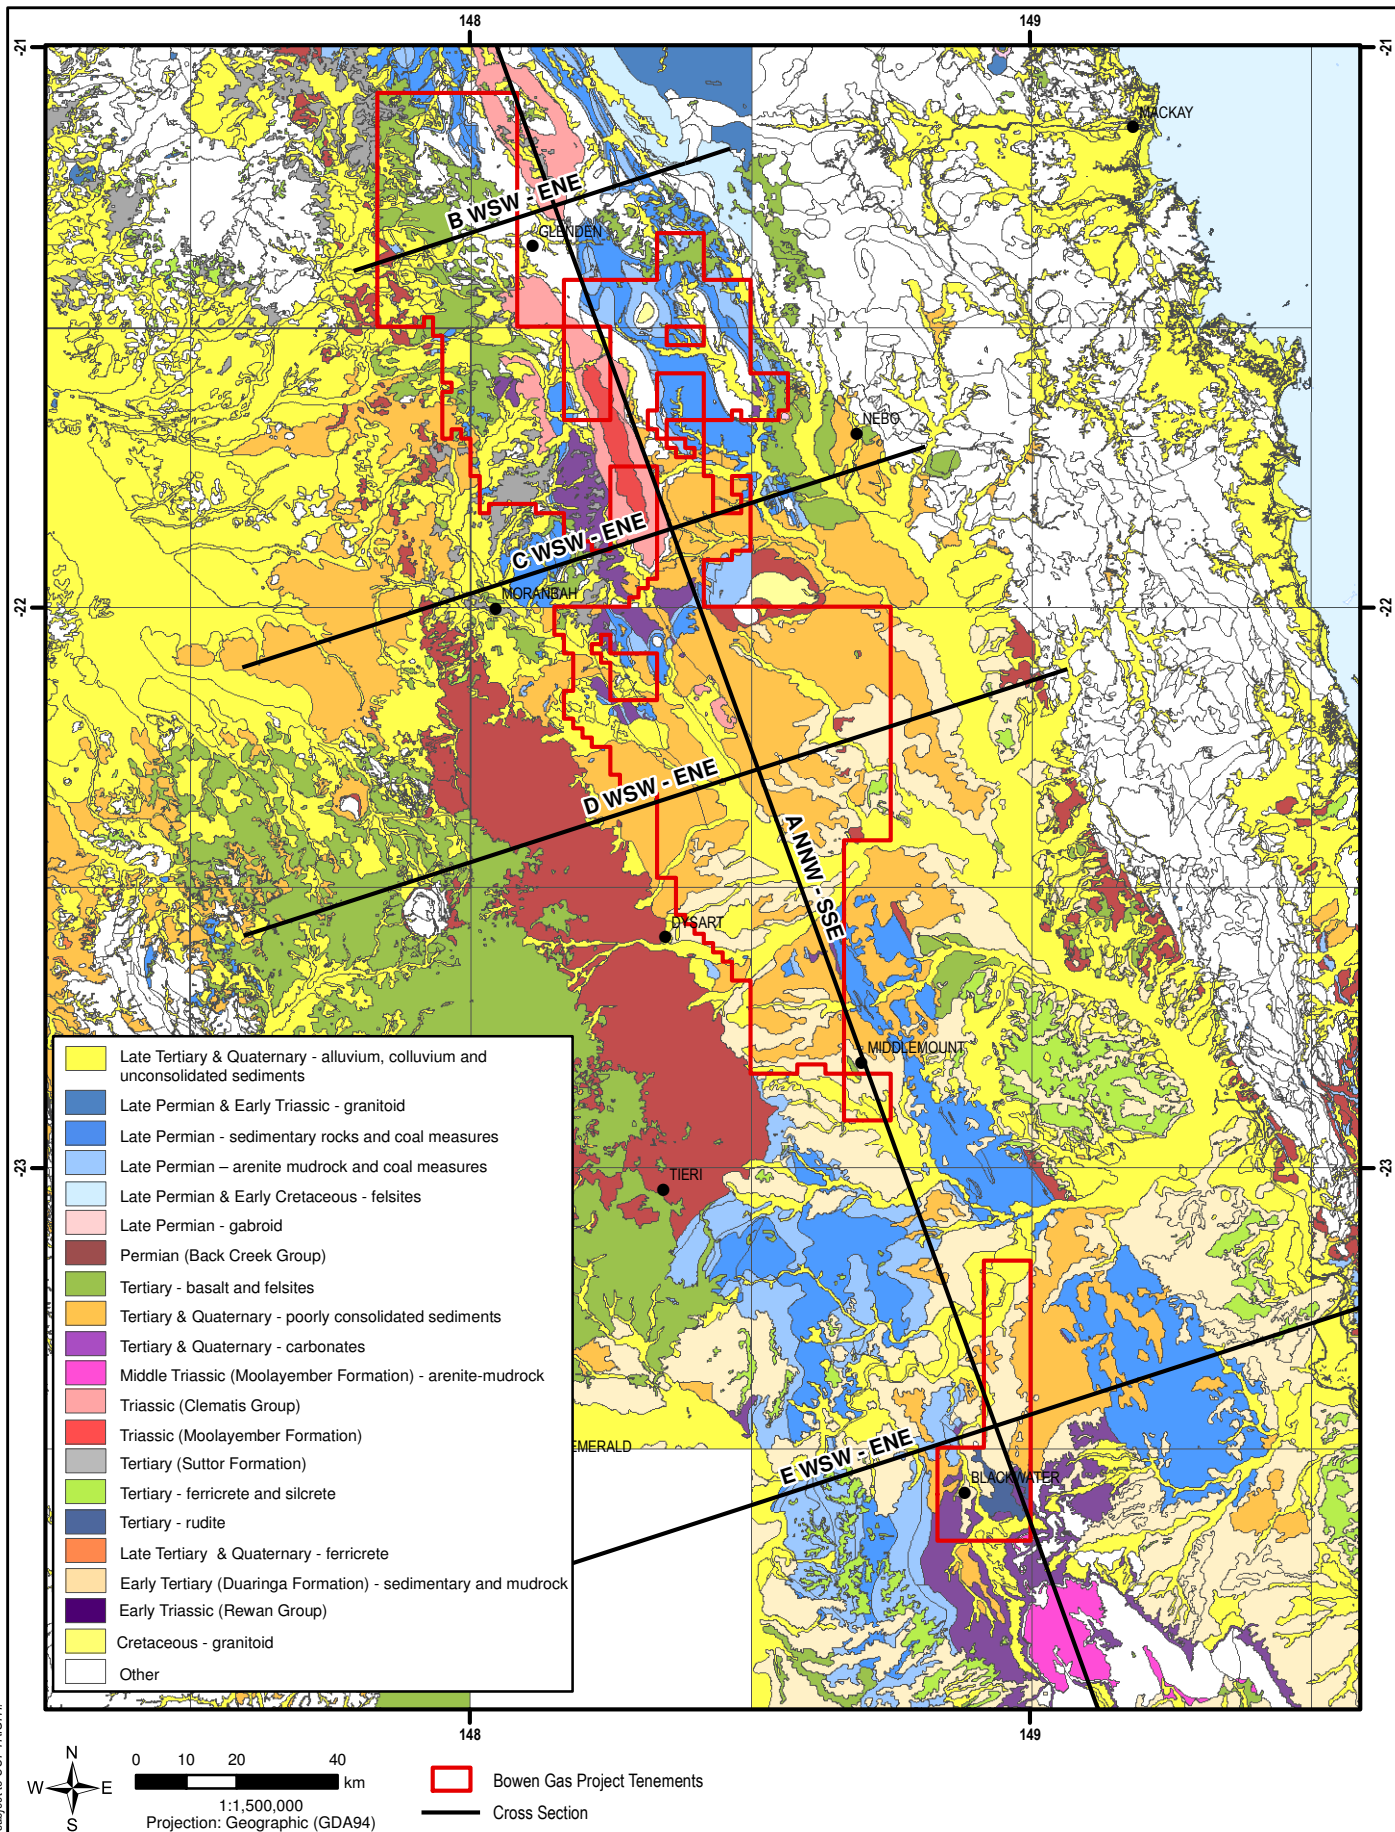 148
149
-21
-21
MACKAY
B WSW - ENE
GLENDEN
NEBO
C WSW - ENE
MORANBAH
-22
-22
D WSW - ENE
A NNW - SSE
DYSART
MIDDLEMOUNT
-23
-23
TIERI
EMERALD
E WSW - ENE
BLACKWATER
Late Tertiary & Quaternary - alluvium, colluvium and
unconsolidated sediments
Late Permian & Early Triassic - granitoid
Late Permian - sedimentary rocks and coal measures
Late Permian – arenite mudrock and coal measures
Late Permian & Early Cretaceous - felsites
Late Permian - gabroid
Permian (Back Creek Group)
Tertiary - basalt and felsites
Tertiary & Quaternary - poorly consolidated sediments
Tertiary & Quaternary - carbonates
Middle Triassic (Moolayember Formation) - arenite-mudrock
Triassic (Clematis Group)
Triassic (Moolayember Formation)
Tertiary (Suttor Formation)
Tertiary - ferricrete and silcrete
Tertiary - rudite
Late Tertiary & Quaternary - ferricrete
Early Tertiary (Duaringa Formation) - sedimentary and mudrock
Early Triassic (Rewan Group)
Cretaceous - granitoid
Other
148
149
N
W E
S
0 10 20 40
km
1:1,500,000
Projection: Geographic (GDA94)
Bowen Gas Project Tenements
Cross Section